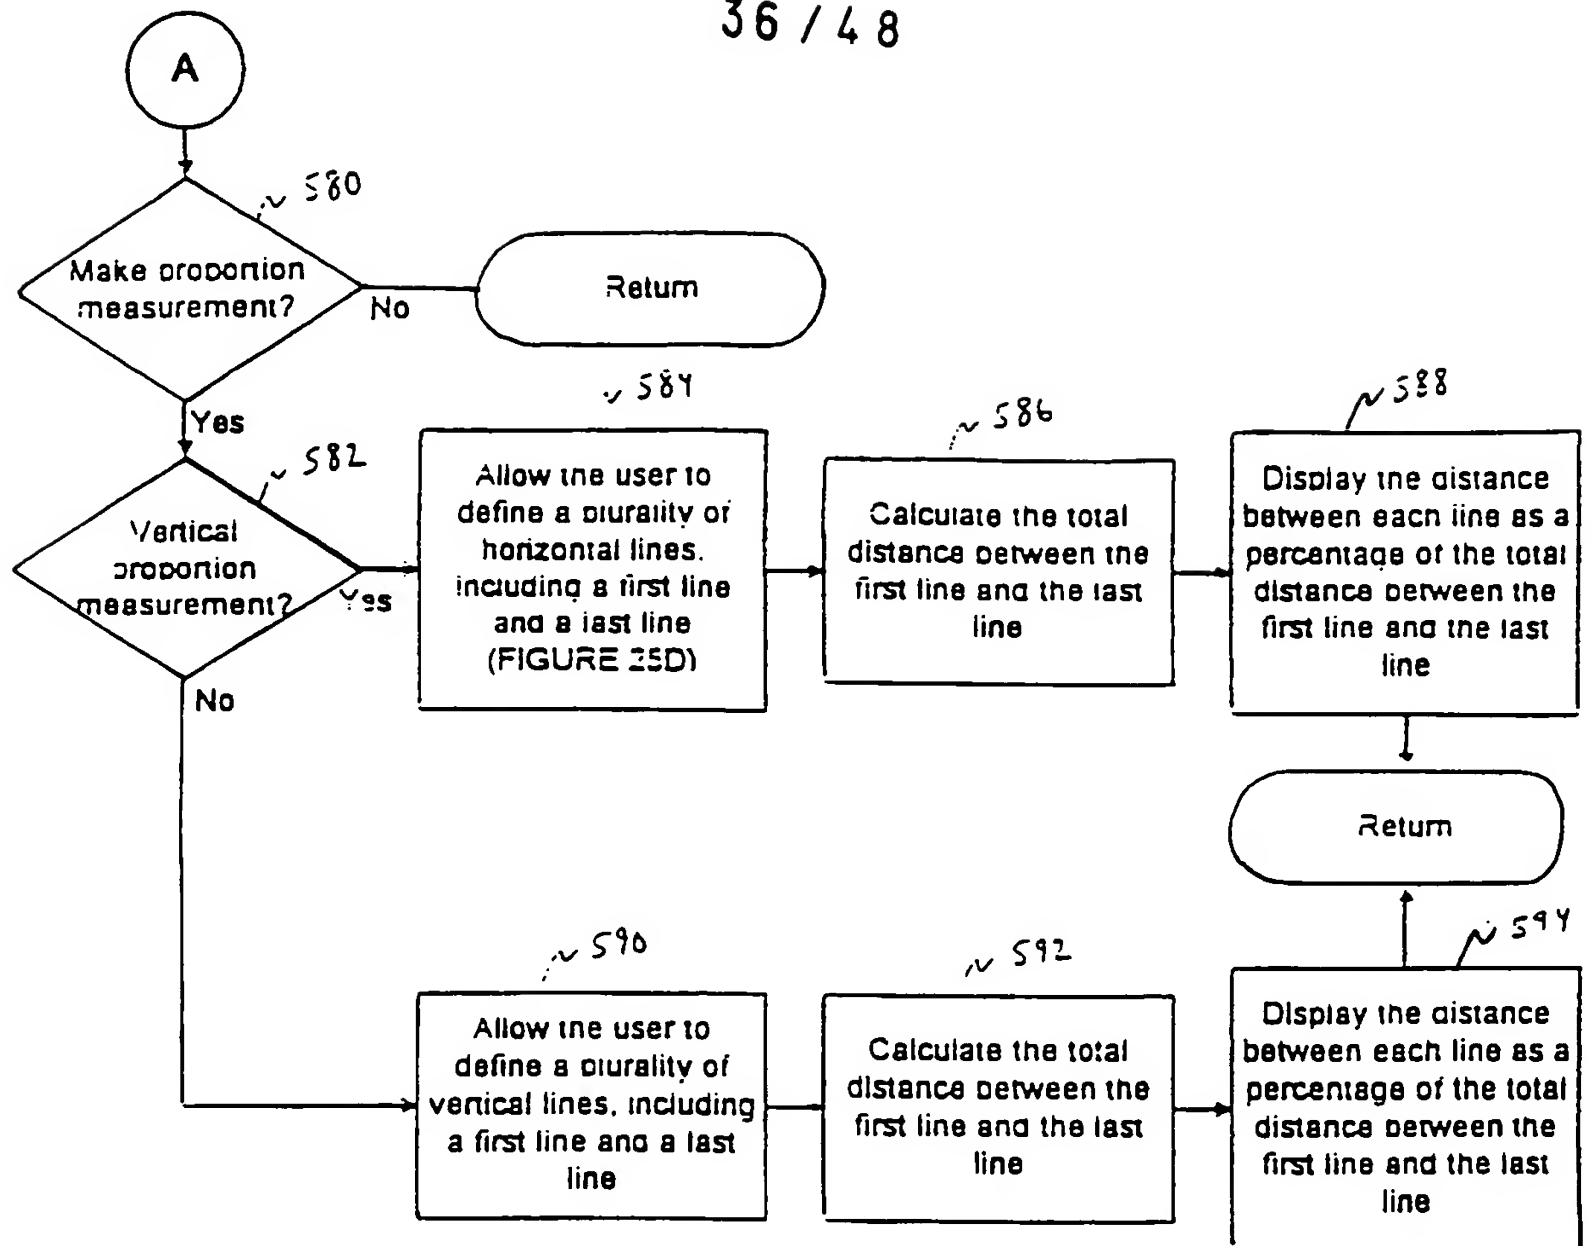 36/48
A
580
Make proportion
measurement?
No
Return
Yes
582
Vertical
proportion
measurement?
Yes
No
584
Allow the user to
define a plurality of
horizontal lines,
including a first line
and a last line
(FIGURE 25D)
586
Calculate the total
distance between the
first line and the last
line
588
Display the distance
between each line as a
percentage of the total
distance between the
first line and the last
line
Return
590
Allow the user to
define a plurality of
vertical lines, including
a first line and a last
line
592
Calculate the total
distance between the
first line and the last
line
594
Display the distance
between each line as a
percentage of the total
distance between the
first line and the last
line